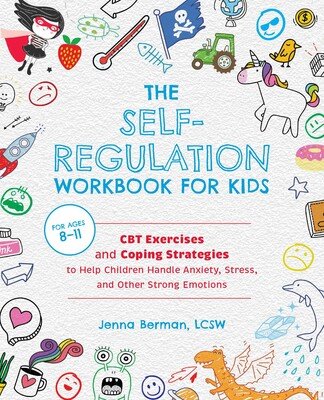 THE
SELF-
REGULATION
WORKBOOK FOR KIDS
FOR AGES
8–11
CBT Exercises
and Coping Strategies
to Help Children Handle Anxiety, Stress,
and Other Strong Emotions
Jenna Berman, LCSW